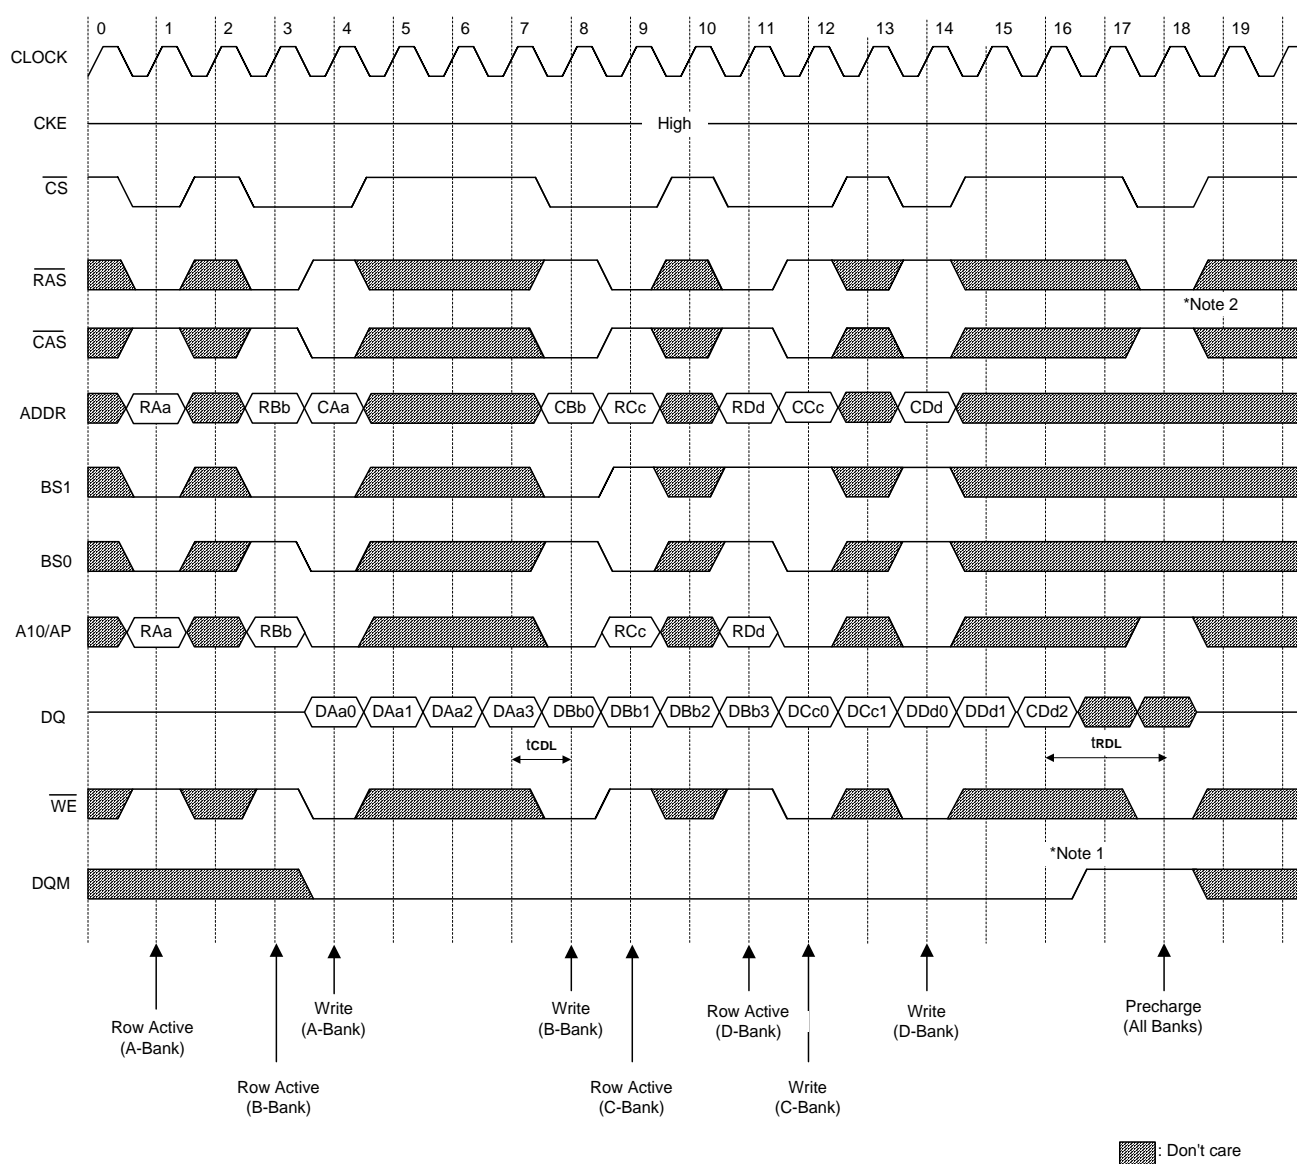 0 1 2 3 4 5 6 7 8 9 10 11 12 13 14 15 16 17 18 19
CLOCK
CKE High
CS
RAS
*Note 2
CAS
ADDR RAa RBb CAa CBb RCc RDd CCc CDd
BS1
BS0
A10/AP RAa RBb RCc RDd
DQ DAa0 DAa1 DAa2 DAa3 DBb0 DBb1 DBb2 DBb3 DCc0 DCc1 DDd0 DDd1 CDd2
tCDL tRDL
WE
*Note 1
DQM
Row Active
(A-Bank)
Row Active
(B-Bank)
Write
(A-Bank)
Write
(B-Bank)
Row Active
(C-Bank)
Row Active
(D-Bank)
Write
(C-Bank)
Write
(D-Bank)
Precharge
(All Banks)
: Don't care